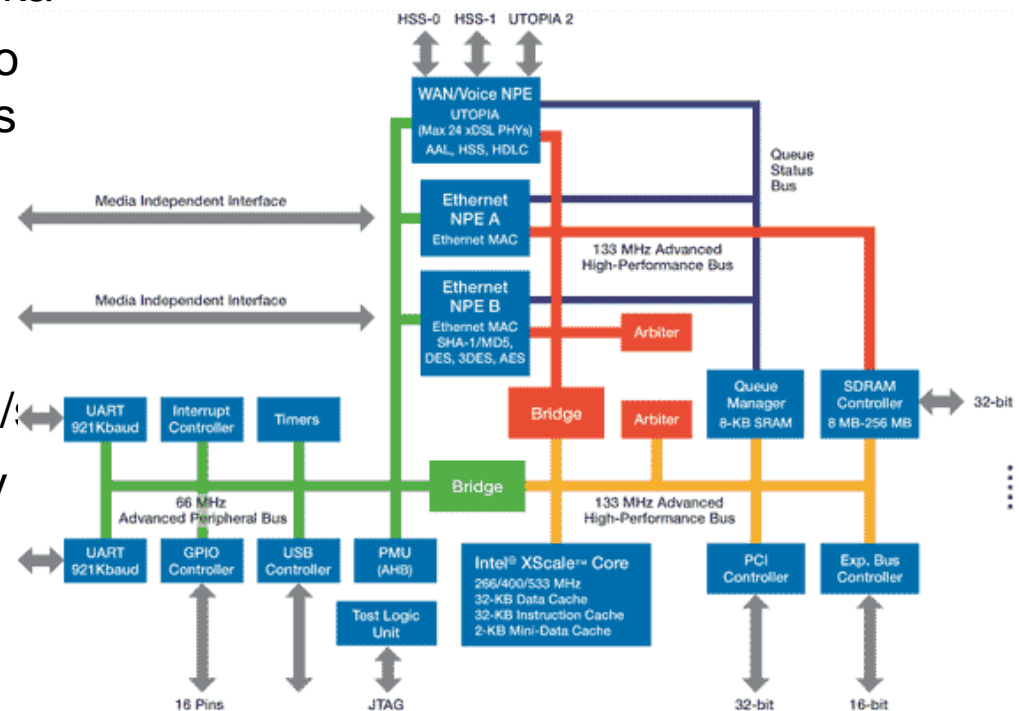 HSS-0 HSS-1 UTOPIA 2
WAN/Voice NPE
UTOPIA
(Max 24 xDSL PHYs)
AAL, HSS, HDLC
Queue
Status
Bus
Media Independent Interface
Ethernet
NPE A
Ethernet MAC
133 MHz Advanced
High-Performance Bus
Media Independent Interface
Ethernet
NPE B
Ethernet MAC
SHA-1/MD5,
DES, 3DES, AES
Arbiter
UART
921Kbaud
Interrupt
Controller
Timers
Bridge
Arbiter
Queue
Manager
8-KB SRAM
SDRAM
Controller
8 MB-256 MB
32-bit
Bridge
66 MHz
Advanced Peripheral Bus
133 MHz Advanced
High-Performance Bus
UART
921Kbaud
GPIO
Controller
USB
Controller
PMU
(AHB)
Intel® XScale™ Core
266/400/533 MHz
32-KB Data Cache
32-KB Instruction Cache
2-KB Mini-Data Cache
PCI
Controller
Exp. Bus
Controller
Test Logic
Unit
16 Pins
JTAG
32-bit
16-bit